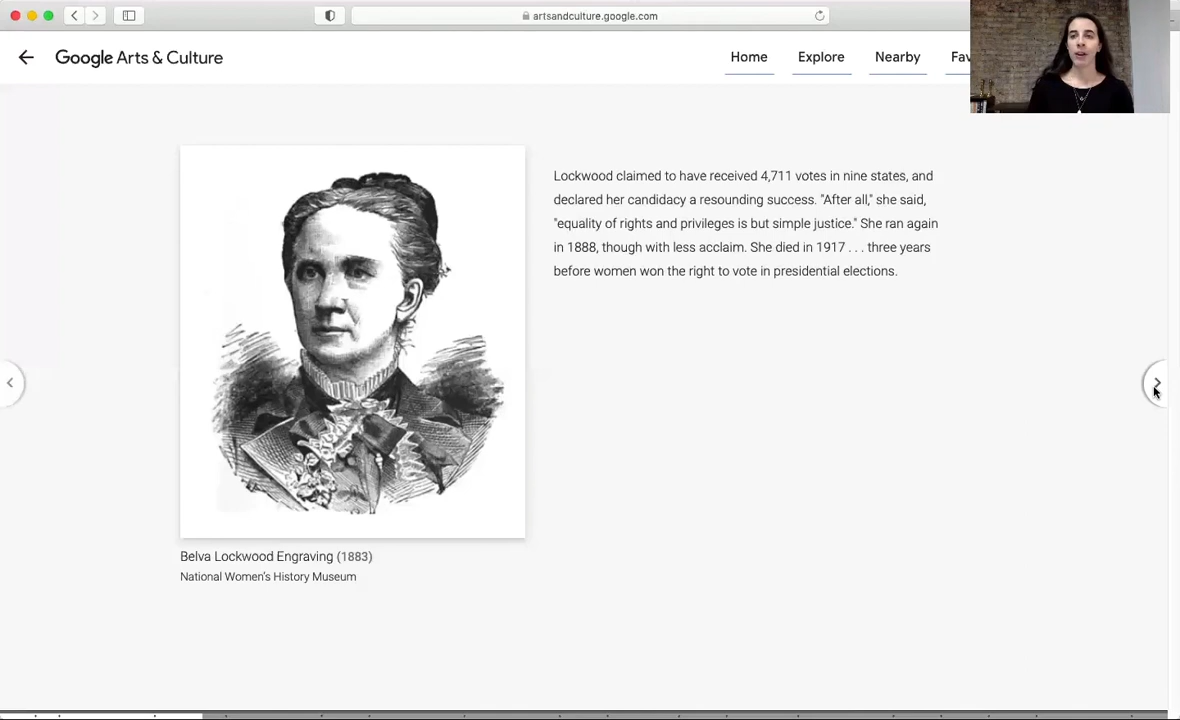 artsandculture.google.com
Google Arts & Culture
Home Explore Nearby Fav
Lockwood claimed to have received 4,711 votes in nine states, and
declared her candidacy a resounding success. "After all," she said,
"equality of rights and privileges is but simple justice." She ran again
in 1888, though with less acclaim. She died in 1917 . . . three years
before women won the right to vote in presidential elections.
Belva Lockwood Engraving (1883)
National Women's History Museum